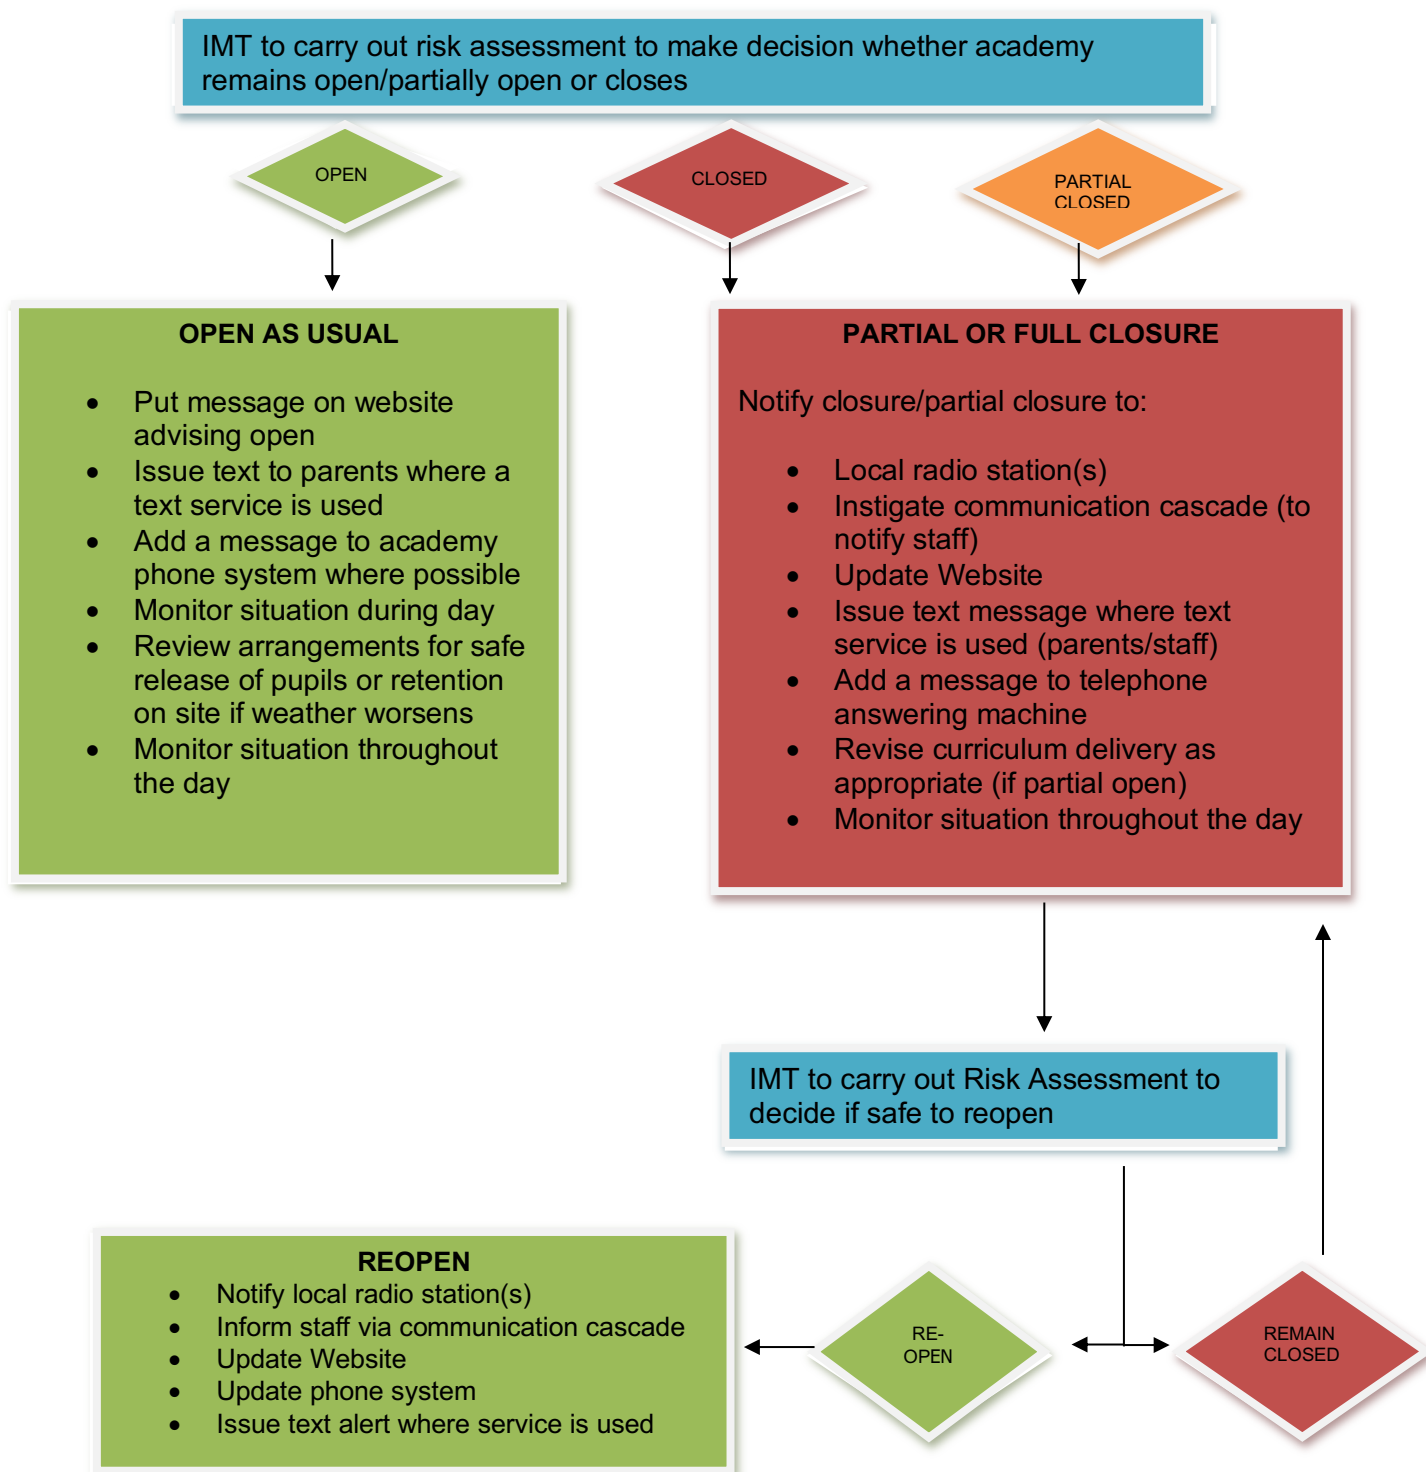 IMT to carry out risk assessment to make decision whether academy
remains open/partially open or closes
OPEN
CLOSED
PARTIAL
CLOSED
OPEN AS USUAL
• Put message on website
advising open
• Issue text to parents where a
text service is used
• Add a message to academy
phone system where possible
• Monitor situation during day
• Review arrangements for safe
release of pupils or retention
on site if weather worsens
• Monitor situation throughout
the day
PARTIAL OR FULL CLOSURE
Notify closure/partial closure to:
• Local radio station(s)
• Instigate communication cascade (to
notify staff)
• Update Website
• Issue text message where text
service is used (parents/staff)
• Add a message to telephone
answering machine
• Revise curriculum delivery as
appropriate (if partial open)
• Monitor situation throughout the day
IMT to carry out Risk Assessment to
decide if safe to reopen
REOPEN
• Notify local radio station(s)
• Inform staff via communication cascade
• Update Website
• Update phone system
• Issue text alert where service is used
RE-
OPEN
REMAIN
CLOSED